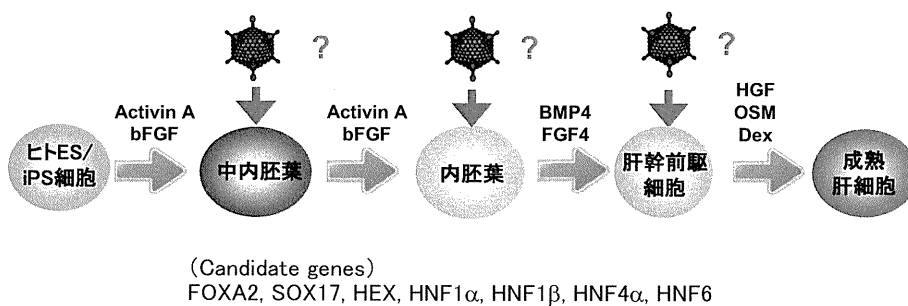 ?
?
?
Activin A
bFGF
Activin A
bFGF
BMP4
FGF4
HGF
OSM
Dex
ヒトES/
iPS細胞
中内胚葉
内胚葉
肝幹前駆
細胞
成熟
肝細胞
(Candidate genes)
FOXA2, SOX17, HEX, HNF1α, HNF1β, HNF4α, HNF6